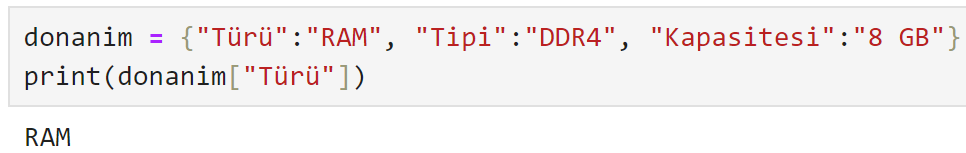 donanim = {"Türü":"RAM", "Tipi":"DDR4", "Kapasitesi":"8 GB"}
print(donanim["Türü"])
RAM